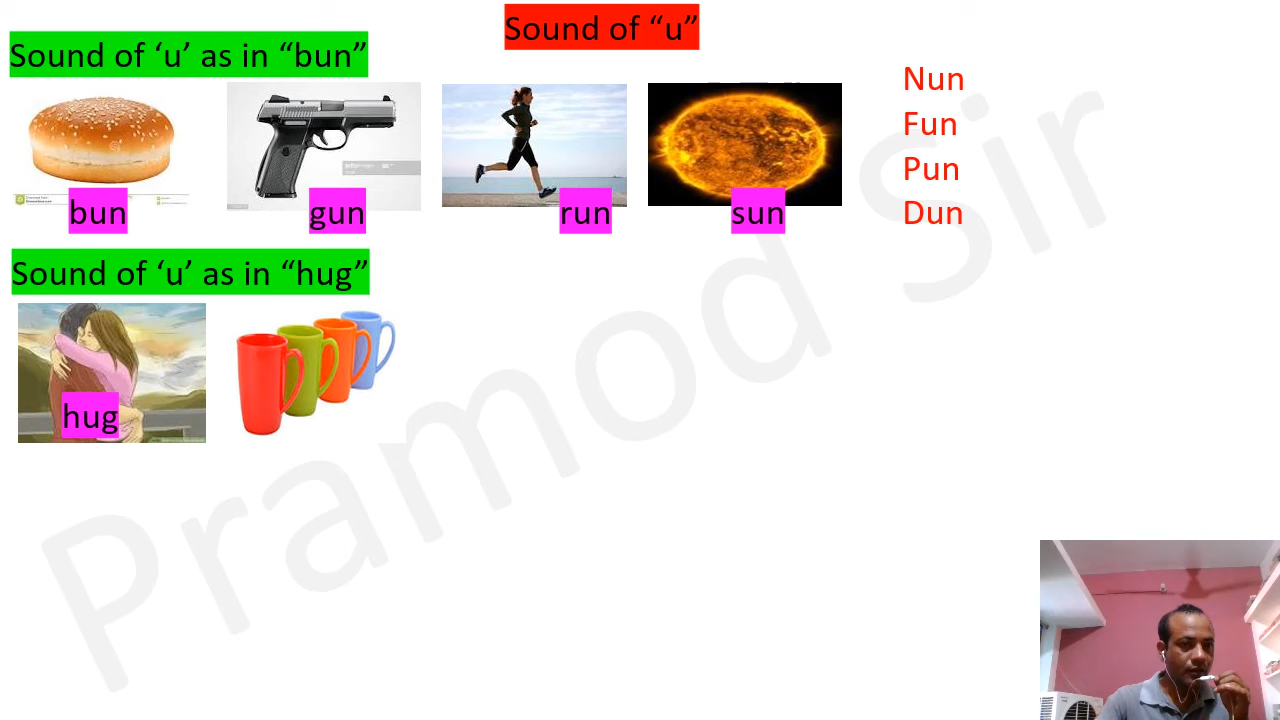 Sound of “u”
Sound of ‘u’ as in “bun”
bun
gun
run
sun
Nun
Fun
Pun
Dun
Sound of ‘u’ as in “hug”
hug
Pramod Sir